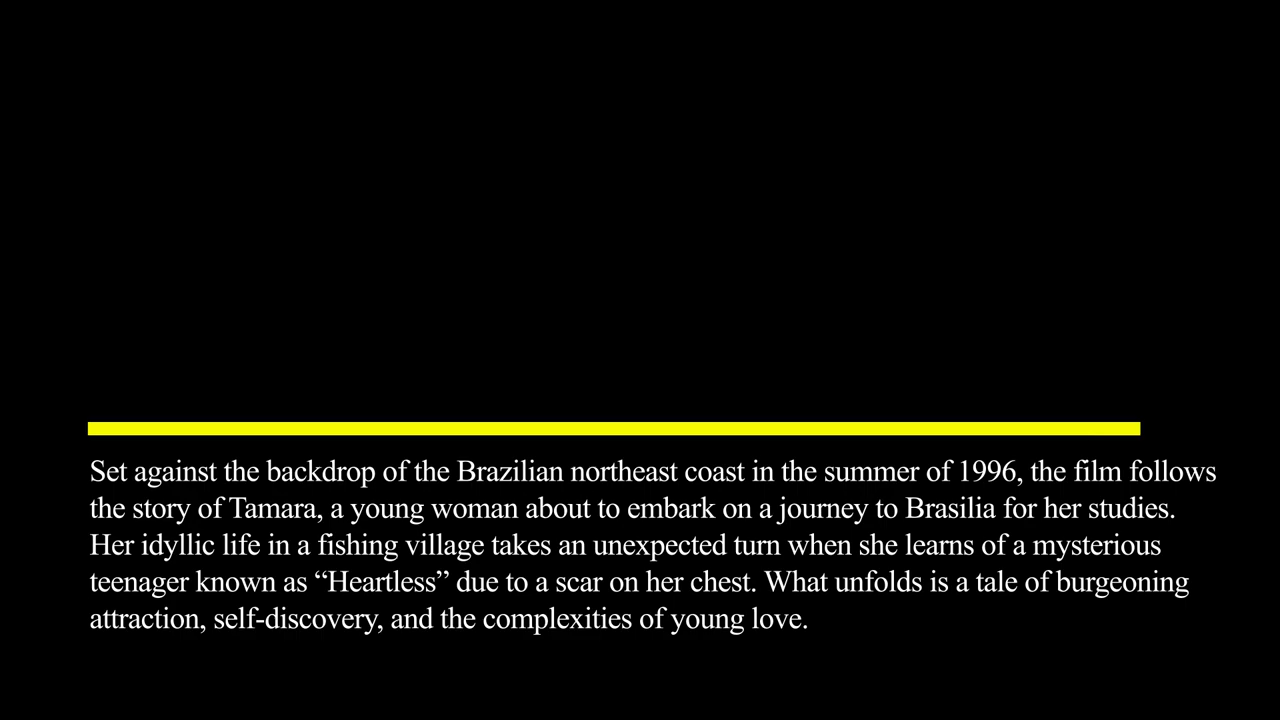 Set against the backdrop of the Brazilian northeast coast in the summer of 1996, the film follows
the story of Tamara, a young woman about to embark on a journey to Brasilia for her studies.
Her idyllic life in a fishing village takes an unexpected turn when she learns of a mysterious
teenager known as “Heartless” due to a scar on her chest. What unfolds is a tale of burgeoning
attraction, self-discovery, and the complexities of young love.